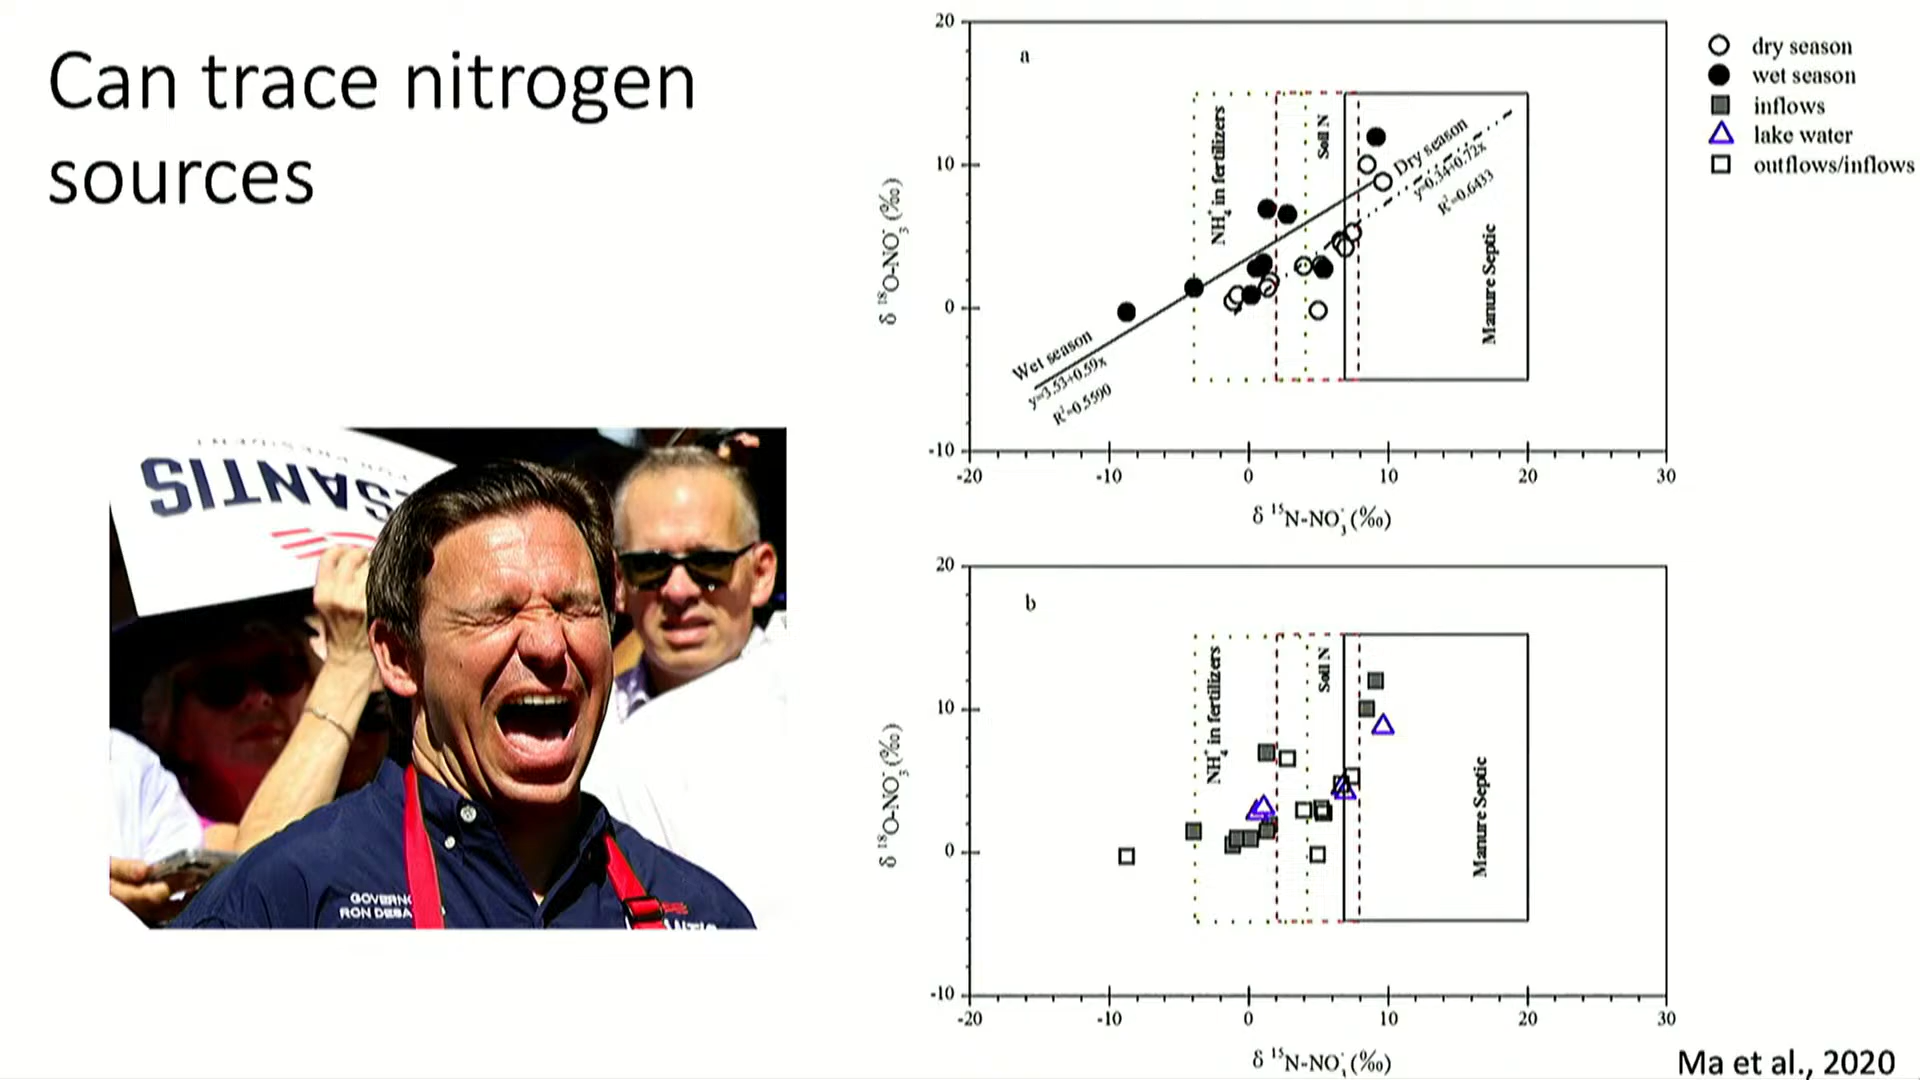 Can trace nitrogen
sources
SANTIS
GOVERN
RON DESA
a
20
10
0
-10
-20
-10
0
10
20
30
δ ¹⁸O-NO₃⁻(‰)
δ ¹⁵N-NO₃⁻(‰)
NH₄⁺ in fertilizers
Soil N
Manure Septic
Dry season
y=0.34+0.72x
R²=0.6433
Wet season
y=3.53+0.59x
R²=0.5590
dry season
wet season
inflows
lake water
outflows/inflows
b
20
10
0
-10
-20
-10
0
10
20
30
δ ¹⁸O-NO₃⁻(‰)
δ ¹⁵N-NO₃⁻(‰)
NH₄⁺ in fertilizers
Soil N
Manure Septic
Ma et al., 2020